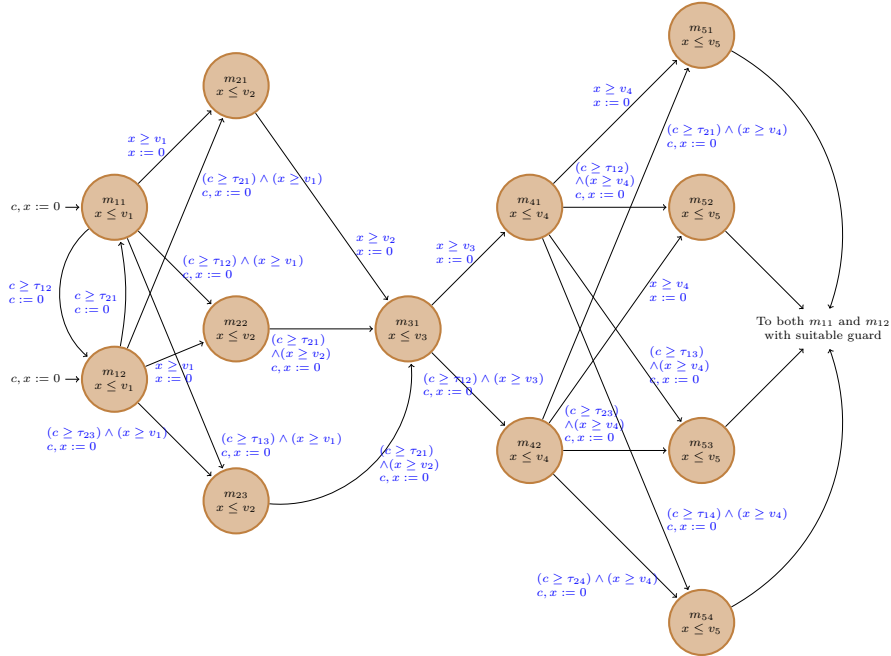 m₅₁
x ≤ v₅
m₂₁
x ≤ v₂
x ≥ v₄
x := 0
(c ≥ τ₂₁) ∧ (x ≥ v₄)
c, x := 0
x ≥ v₁
x := 0
(c ≥ τ₂₁) ∧ (x ≥ v₁)
c, x := 0
(c ≥ τ₁₂)
∧(x ≥ v₄)
c, x := 0
c, x := 0
m₁₁
x ≤ v₁
m₄₁
x ≤ v₄
m₅₂
x ≤ v₅
x ≥ v₂
x := 0
x ≥ v₃
x := 0
(c ≥ τ₁₂) ∧ (x ≥ v₁)
c, x := 0
c ≥ τ₁₂
c := 0
c ≥ τ₂₁
c := 0
x ≥ v₄
x := 0
m₂₂
x ≤ v₂
m₃₁
x ≤ v₃
To both m₁₁ and m₁₂
with suitable guard
(c ≥ τ₂₁)
∧(x ≥ v₂)
c, x := 0
(c ≥ τ₁₃)
∧(x ≥ v₄)
c, x := 0
c, x := 0
m₁₂
x ≤ v₁
x ≥ v₁
x := 0
(c ≥ τ₁₂) ∧ (x ≥ v₃)
c, x := 0
(c ≥ τ₂₃)
∧(x ≥ v₄)
c, x := 0
(c ≥ τ₂₃) ∧ (x ≥ v₁)
c, x := 0
(c ≥ τ₁₃) ∧ (x ≥ v₁)
c, x := 0
(c ≥ τ₂₁)
∧(x ≥ v₂)
c, x := 0
m₄₂
x ≤ v₄
m₅₃
x ≤ v₅
m₂₃
x ≤ v₂
(c ≥ τ₁₄) ∧ (x ≥ v₄)
c, x := 0
(c ≥ τ₂₄) ∧ (x ≥ v₄)
c, x := 0
m₅₄
x ≤ v₅